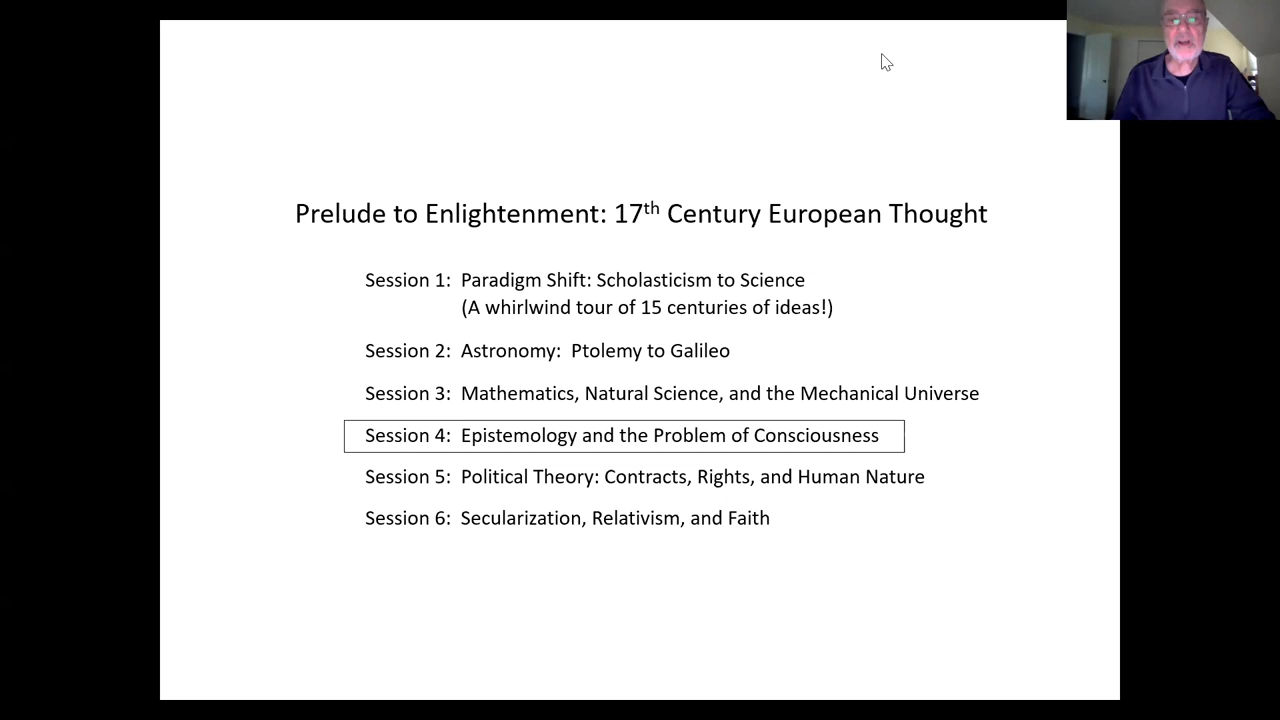 Prelude to Enlightenment: 17th Century European Thought
Session 1: Paradigm Shift: Scholasticism to Science
(A whirlwind tour of 15 centuries of ideas!)
Session 2: Astronomy: Ptolemy to Galileo
Session 3: Mathematics, Natural Science, and the Mechanical Universe
Session 4: Epistemology and the Problem of Consciousness
Session 5: Political Theory: Contracts, Rights, and Human Nature
Session 6: Secularization, Relativism, and Faith